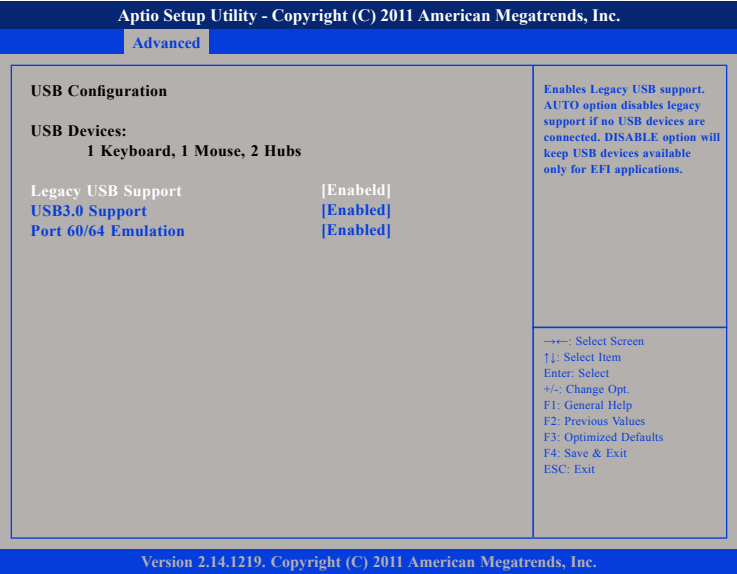 Aptio Setup Utility - Copyright (C) 2011 American Megatrends, Inc.
Advanced
USB Configuration
USB Devices:
1 Keyboard, 1 Mouse, 2 Hubs
Legacy USB Support [Enabeld]
USB3.0 Support [Enabled]
Port 60/64 Emulation [Enabled]
Enables Legacy USB support.
AUTO option disables legacy
support if no USB devices are
connected. DISABLE option will
keep USB devices available
only for EFI applications.
→←: Select Screen
↑↓: Select Item
Enter: Select
+/-: Change Opt.
F1: General Help
F2: Previous Values
F3: Optimized Defaults
F4: Save & Exit
ESC: Exit
Version 2.14.1219. Copyright (C) 2011 American Megatrends, Inc.